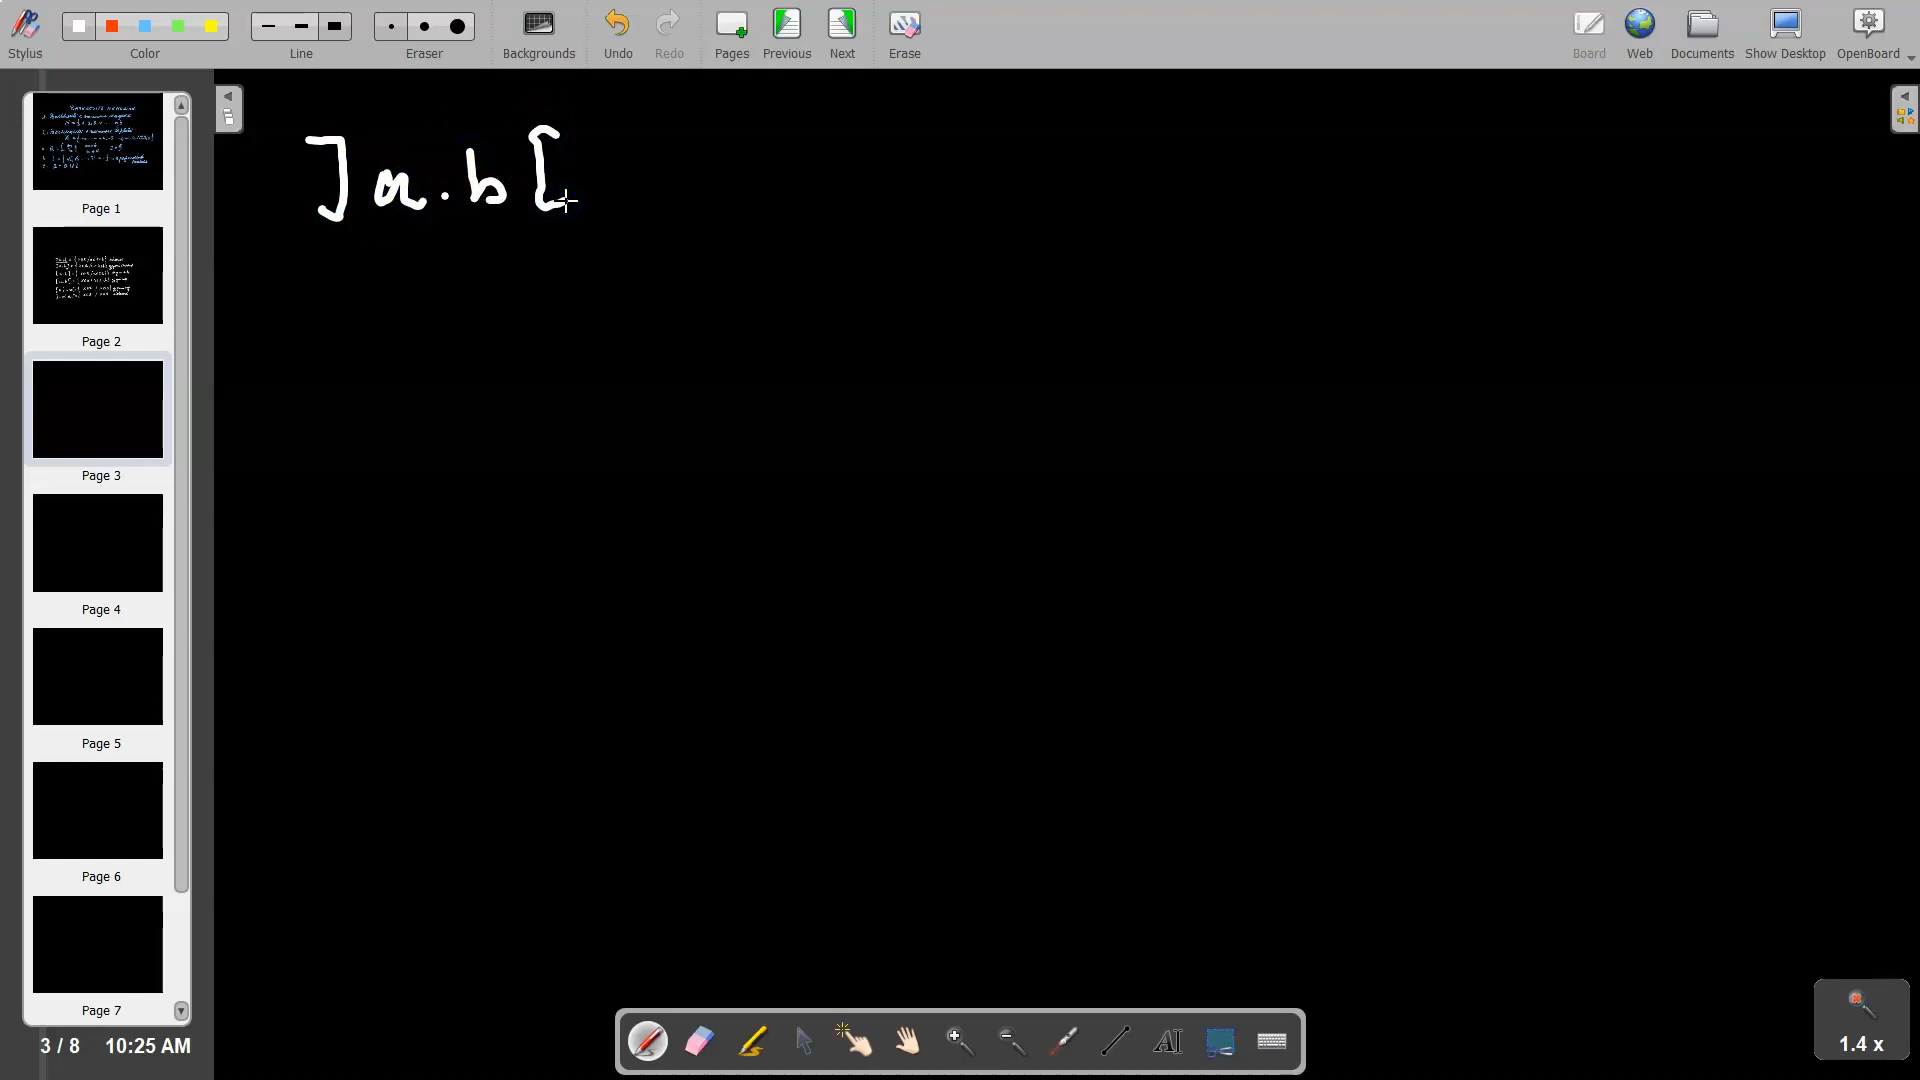 Stylus
Color
Line
Eraser
Backgrounds
Undo
Redo
Pages
Previous
Next
Erase
Board
Web
Documents
Show Desktop
OpenBoard
]a.b[
Page 1
Page 2
Page 3
Page 4
Page 5
Page 6
Page 7
3 / 8 10:25 AM
1.4 x